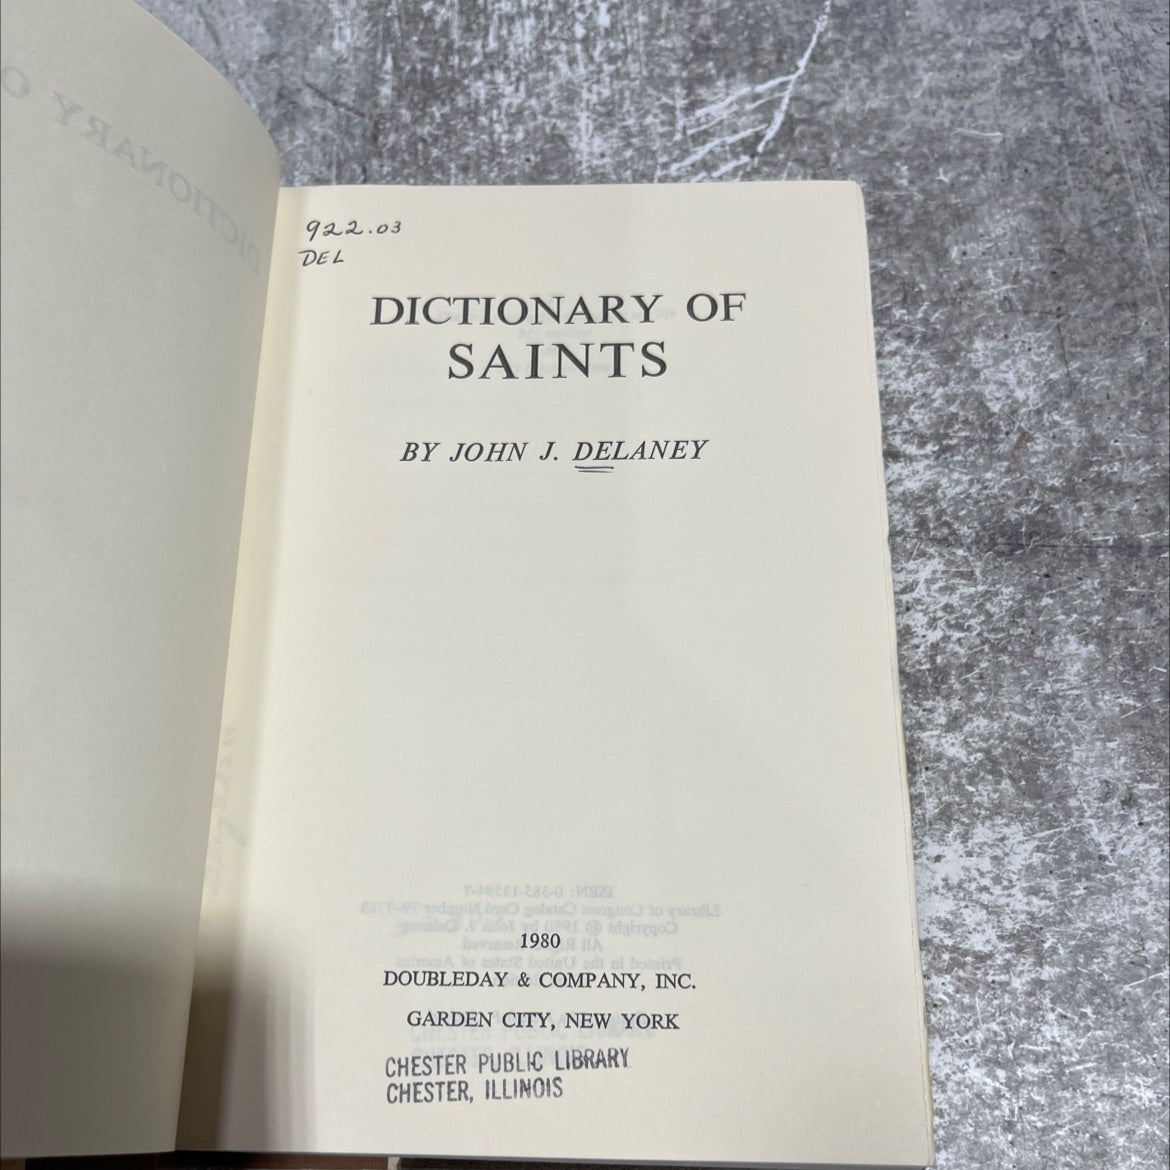 922.03
DEL
DICTIONARY OF
SAINTS
BY JOHN J. DELANEY
1980
DOUBLEDAY & COMPANY, INC.
GARDEN CITY, NEW YORK
CHESTER PUBLIC LIBRARY
CHESTER, ILLINOIS